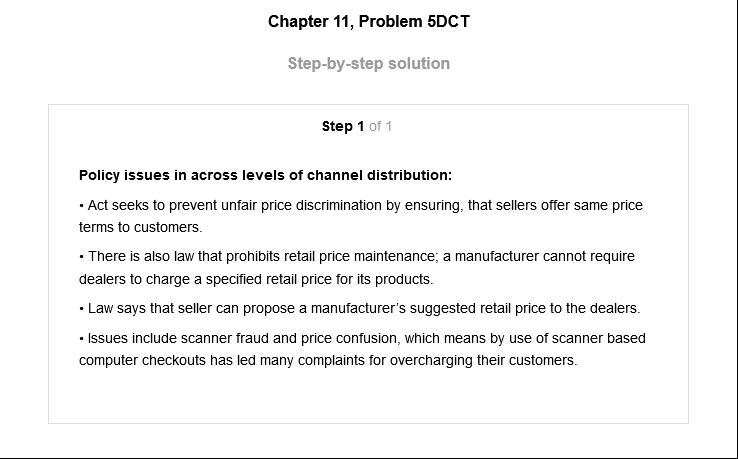 Chapter 11, Problem 5DCT
Step-by-step solution
Step 1 of 1
Policy issues in across levels of channel distribution:
• Act seeks to prevent unfair price discrimination by ensuring, that sellers offer same price
terms to customers.
• There is also law that prohibits retail price maintenance; a manufacturer cannot require
dealers to charge a specified retail price for its products.
• Law says that seller can propose a manufacturer’s suggested retail price to the dealers.
• Issues include scanner fraud and price confusion, which means by use of scanner based
computer checkouts has led many complaints for overcharging their customers.